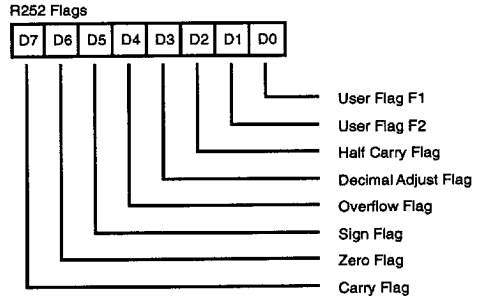 R252 Flags
D7 D6 D5 D4 D3 D2 D1 D0
User Flag F1
User Flag F2
Half Carry Flag
Decimal Adjust Flag
Overflow Flag
Sign Flag
Zero Flag
Carry Flag